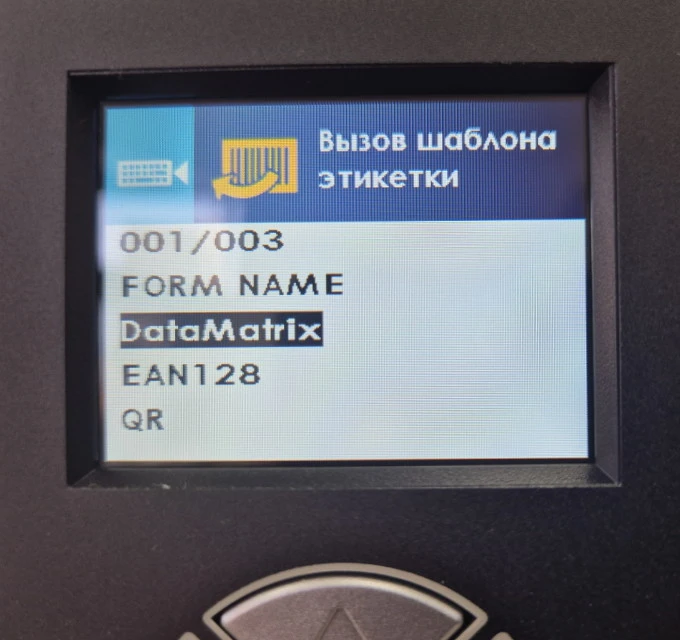 Вызов шаблона
этикетки
001/003
FORM NAME
DataMatrix
EAN128
QR